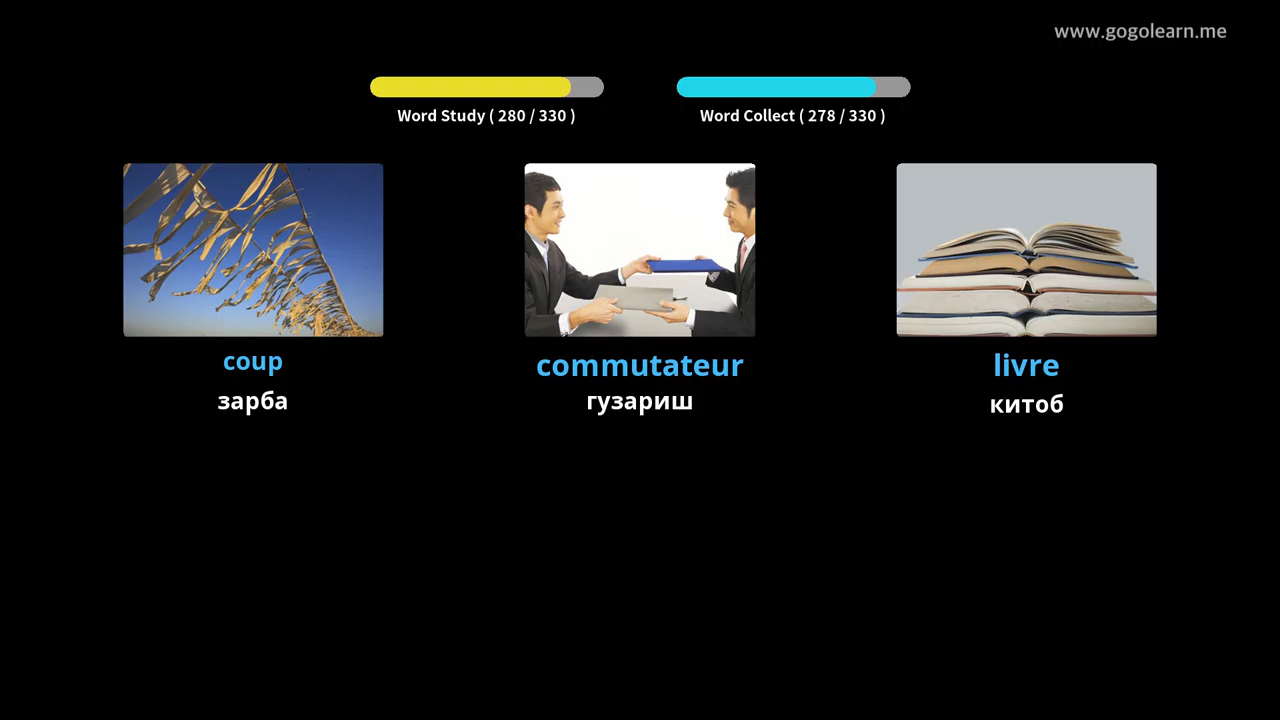 www.gogolearn.me
Word Study ( 280 / 330 )
Word Collect ( 278 / 330 )
coup
зарба
commutateur
гузариш
livre
китоб